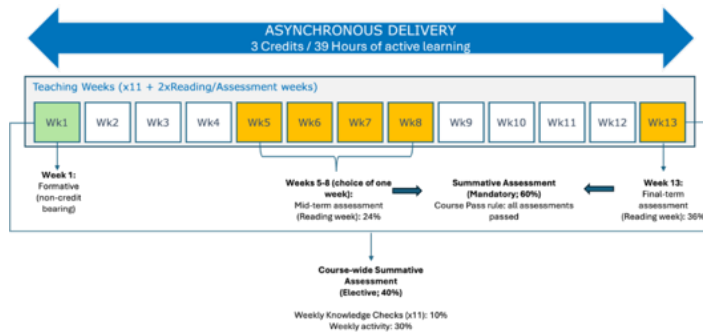 ASYNCHRONOUS DELIVERY
3 Credits / 39 Hours of active learning
Teaching Weeks (x11 + 2xReading/Assessment weeks)
Wk1 Wk2 Wk3 Wk4 Wk5 Wk6 Wk7 Wk8 Wk9 Wk10 Wk11 Wk12 Wk13
Week 1:
Formative
(non-credit
bearing)
Weeks 5-8 (choice of one
week):
Mid-term assessment
(Reading week): 24%
Summative Assessment
(Mandatory; 60%)
Course Pass rule: all assessments
passed
Week 13:
Final-term
assessment
(Reading week): 36%
Course-wide Summative
Assessment
(Elective; 40%)
Weekly Knowledge Checks (x11): 10%
Weekly activity: 30%